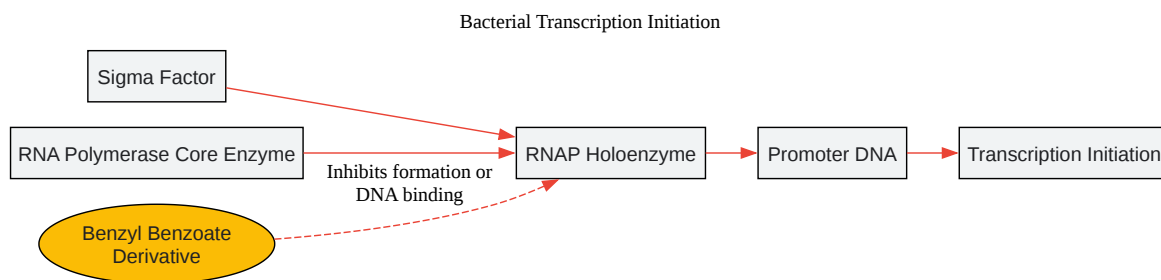 Bacterial Transcription Initiation
Sigma Factor
RNA Polymerase Core Enzyme
Inhibits formation or
DNA binding
RNAP Holoenzyme
Promoter DNA
Transcription Initiation
Benzyl Benzoate
Derivative